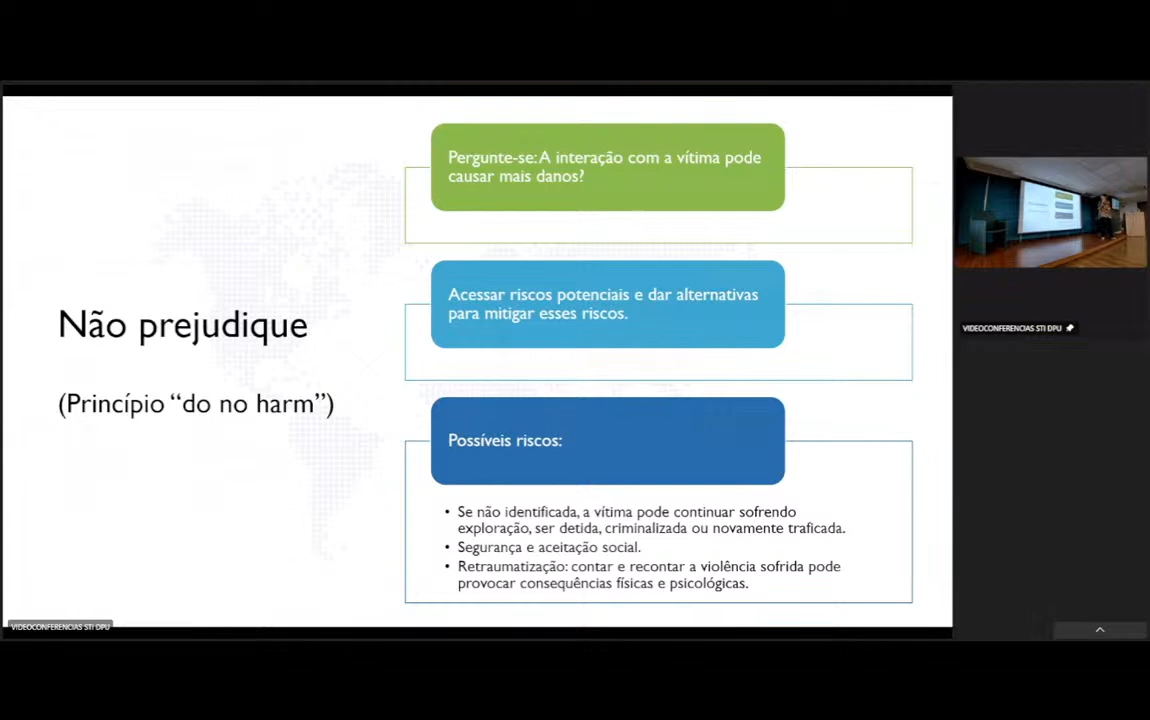 Não prejudique
(Princípio “do no harm”)
Pergunte-se: A interação com a vítima pode
causar mais danos?
Acessar riscos potenciais e dar alternativas
para mitigar esses riscos.
Possíveis riscos:
• Se não identificada, a vítima pode continuar sofrendo
exploração, ser detida, criminalizada ou novamente traficada.
• Segurança e aceitação social.
• Retraumatização: contar e recontar a violência sofrida pode
provocar consequências físicas e psicológicas.
VIDEOCONFERENCIAS STI DPU
VIDEOCONFERENCIAS STI DPU